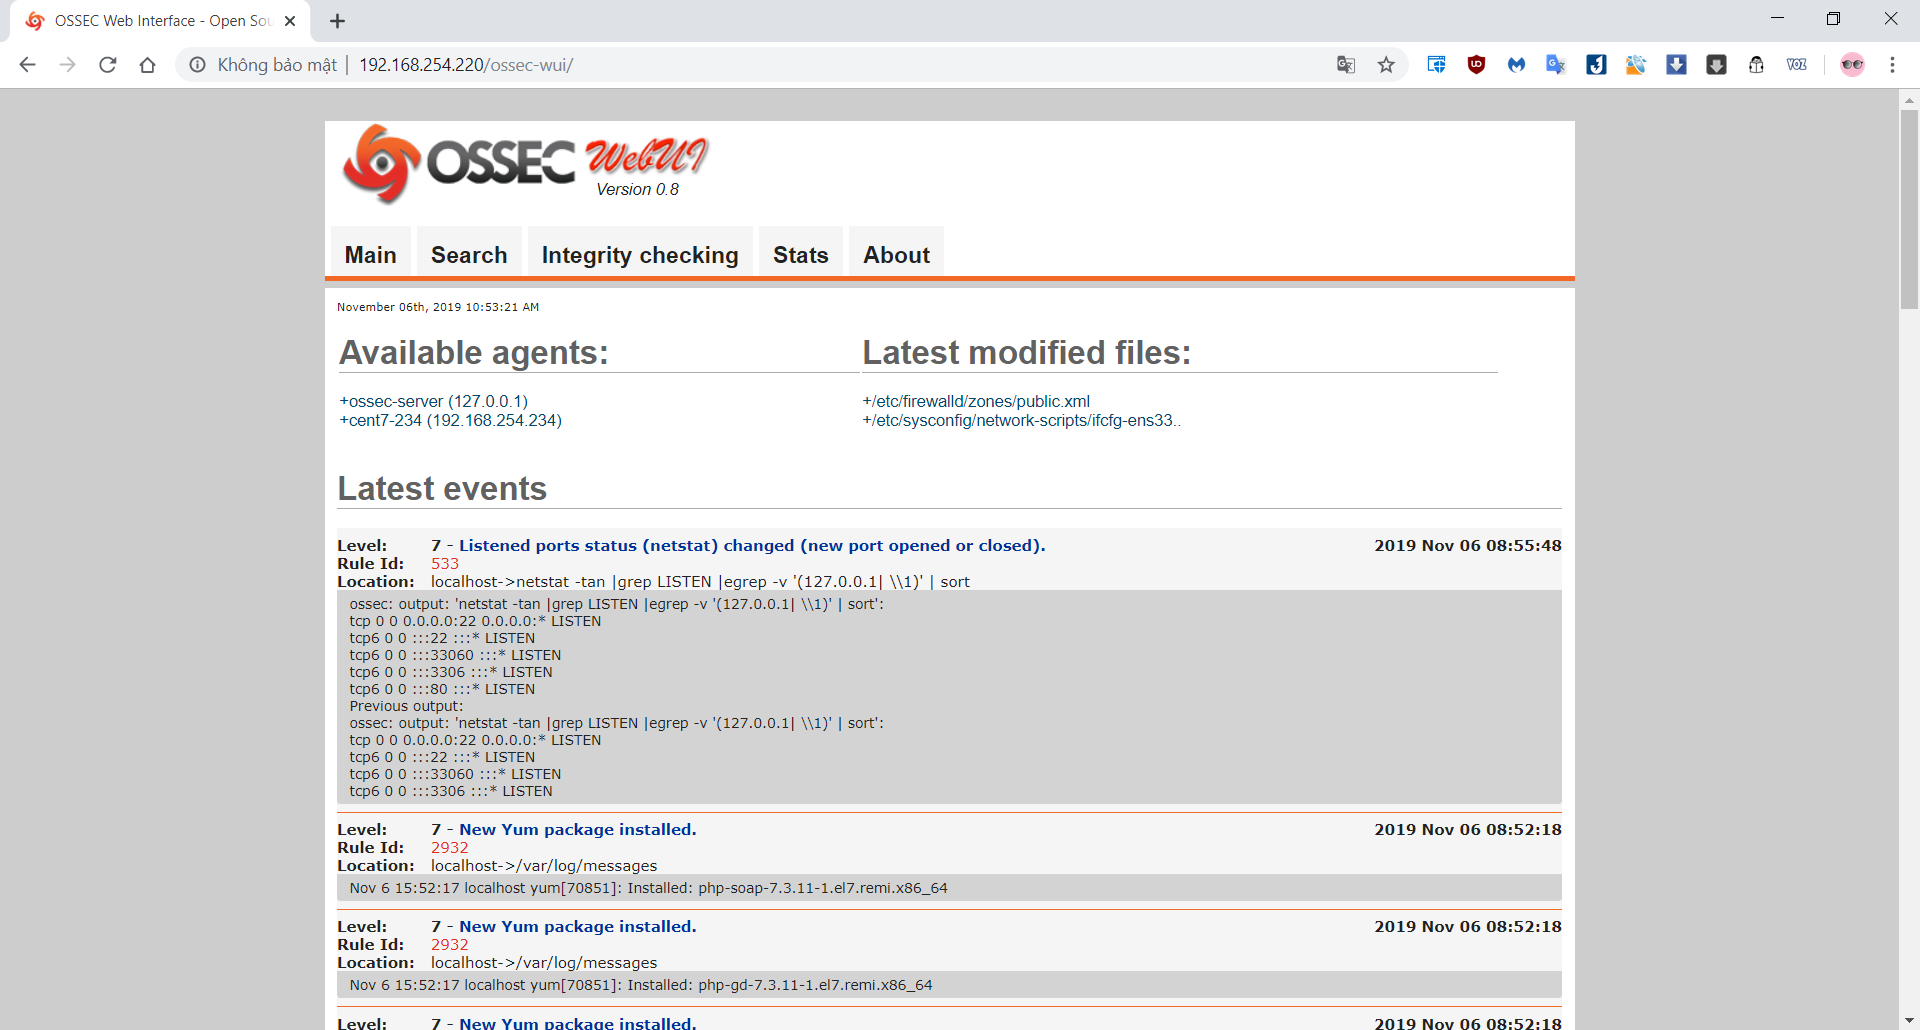 OSSEC Web Interface - Open Sou
Không bảo mật | 192.168.254.220/ossec-wui/
VOZ
OSSEC WebUI
Version 0.8
Main Search Integrity checking Stats About
November 06th, 2019 10:53:21 AM
Available agents:
+ossec-server (127.0.0.1)
+cent7-234 (192.168.254.234)
Latest modified files:
+/etc/firewalld/zones/public.xml
+/etc/sysconfig/network-scripts/ifcfg-ens33..
Latest events
Level: 7 - Listened ports status (netstat) changed (new port opened or closed). 2019 Nov 06 08:55:48
Rule Id: 533
Location: localhost->netstat -tan |grep LISTEN |egrep -v '(127.0.0.1| \\1)' | sort
ossec: output: 'netstat -tan |grep LISTEN |egrep -v '(127.0.0.1| \\1)' | sort':
tcp 0 0 0.0.0.0:22 0.0.0.0:* LISTEN
tcp6 0 0 :::22 :::* LISTEN
tcp6 0 0 :::33060 :::* LISTEN
tcp6 0 0 :::3306 :::* LISTEN
tcp6 0 0 :::80 :::* LISTEN
Previous output:
ossec: output: 'netstat -tan |grep LISTEN |egrep -v '(127.0.0.1| \\1)' | sort':
tcp 0 0 0.0.0.0:22 0.0.0.0:* LISTEN
tcp6 0 0 :::22 :::* LISTEN
tcp6 0 0 :::33060 :::* LISTEN
tcp6 0 0 :::3306 :::* LISTEN
Level: 7 - New Yum package installed. 2019 Nov 06 08:52:18
Rule Id: 2932
Location: localhost->/var/log/messages
Nov 6 15:52:17 localhost yum[70851]: Installed: php-soap-7.3.11-1.el7.remi.x86_64
Level: 7 - New Yum package installed. 2019 Nov 06 08:52:18
Rule Id: 2932
Location: localhost->/var/log/messages
Nov 6 15:52:17 localhost yum[70851]: Installed: php-gd-7.3.11-1.el7.remi.x86_64
Level: 7 - New Yum package installed. 2019 Nov 06 08:52:18